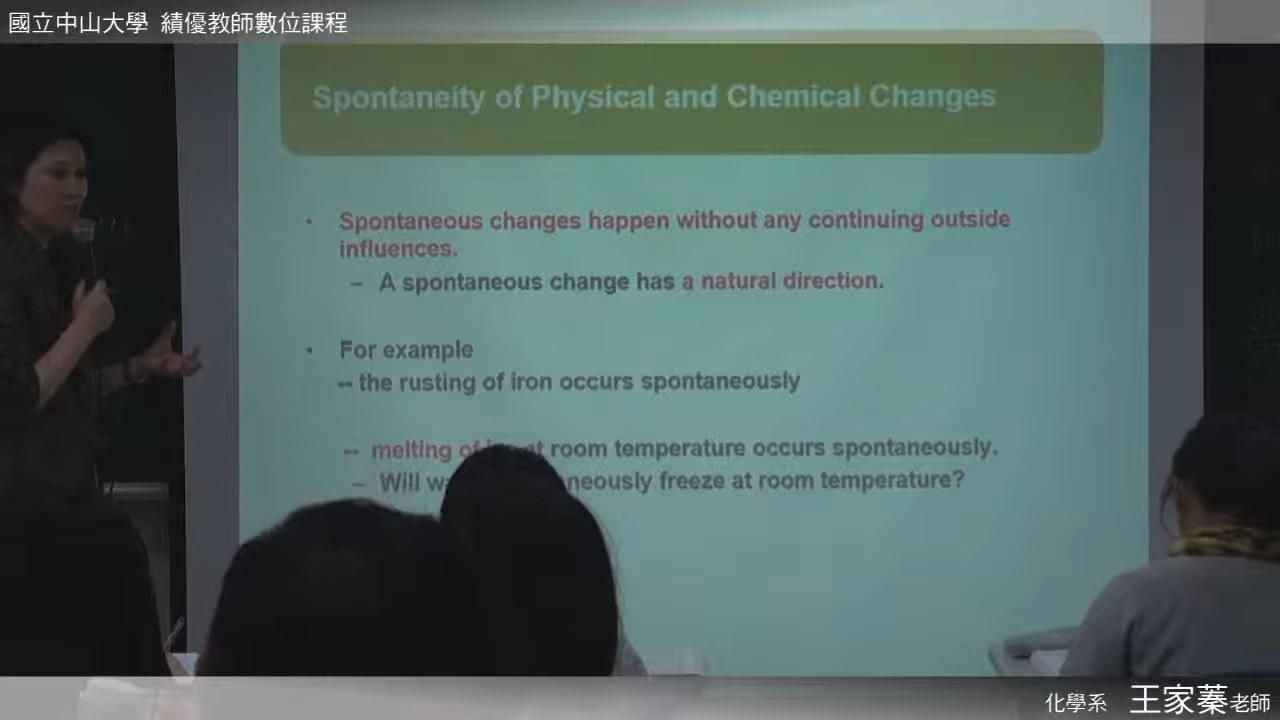 國立中山大學 績優教師數位課程
Spontaneity of Physical and Chemical Changes
· Spontaneous changes happen without any continuing outside
influences.
– A spontaneous change has a natural direction.
· For example
-- the rusting of iron occurs spontaneously
-- melting of at room temperature occurs spontaneously.
– Will freeze at room temperature?
化學系 王家蓁老師